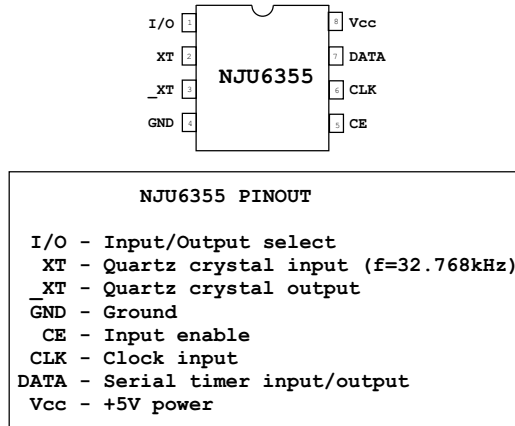 I/O 1 8 Vcc
XT 2 7 DATA
NJU6355
_XT 3 6 CLK
GND 4 5 CE
NJU6355 PINOUT
I/O - Input/Output select
XT - Quartz crystal input (f=32.768kHz)
_XT - Quartz crystal output
GND - Ground
CE - Input enable
CLK - Clock input
DATA - Serial timer input/output
Vcc - +5V power